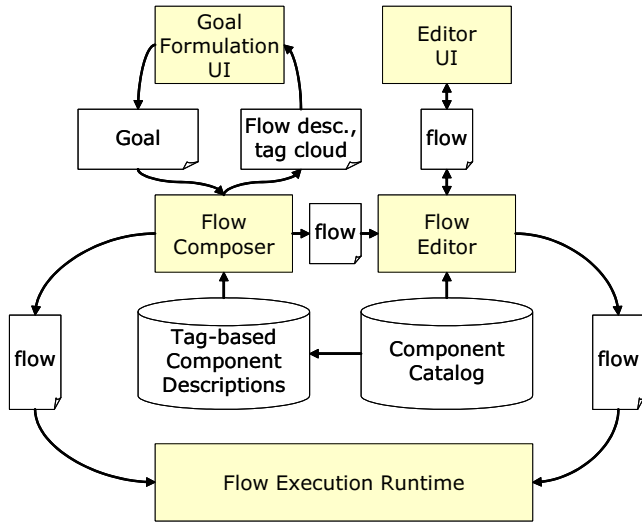 Goal
Formulation
UI
Editor
UI
Goal
Flow desc.,
tag cloud
flow
Flow
Composer
flow
Flow
Editor
flow
Tag-based
Component
Descriptions
Component
Catalog
flow
Flow Execution Runtime